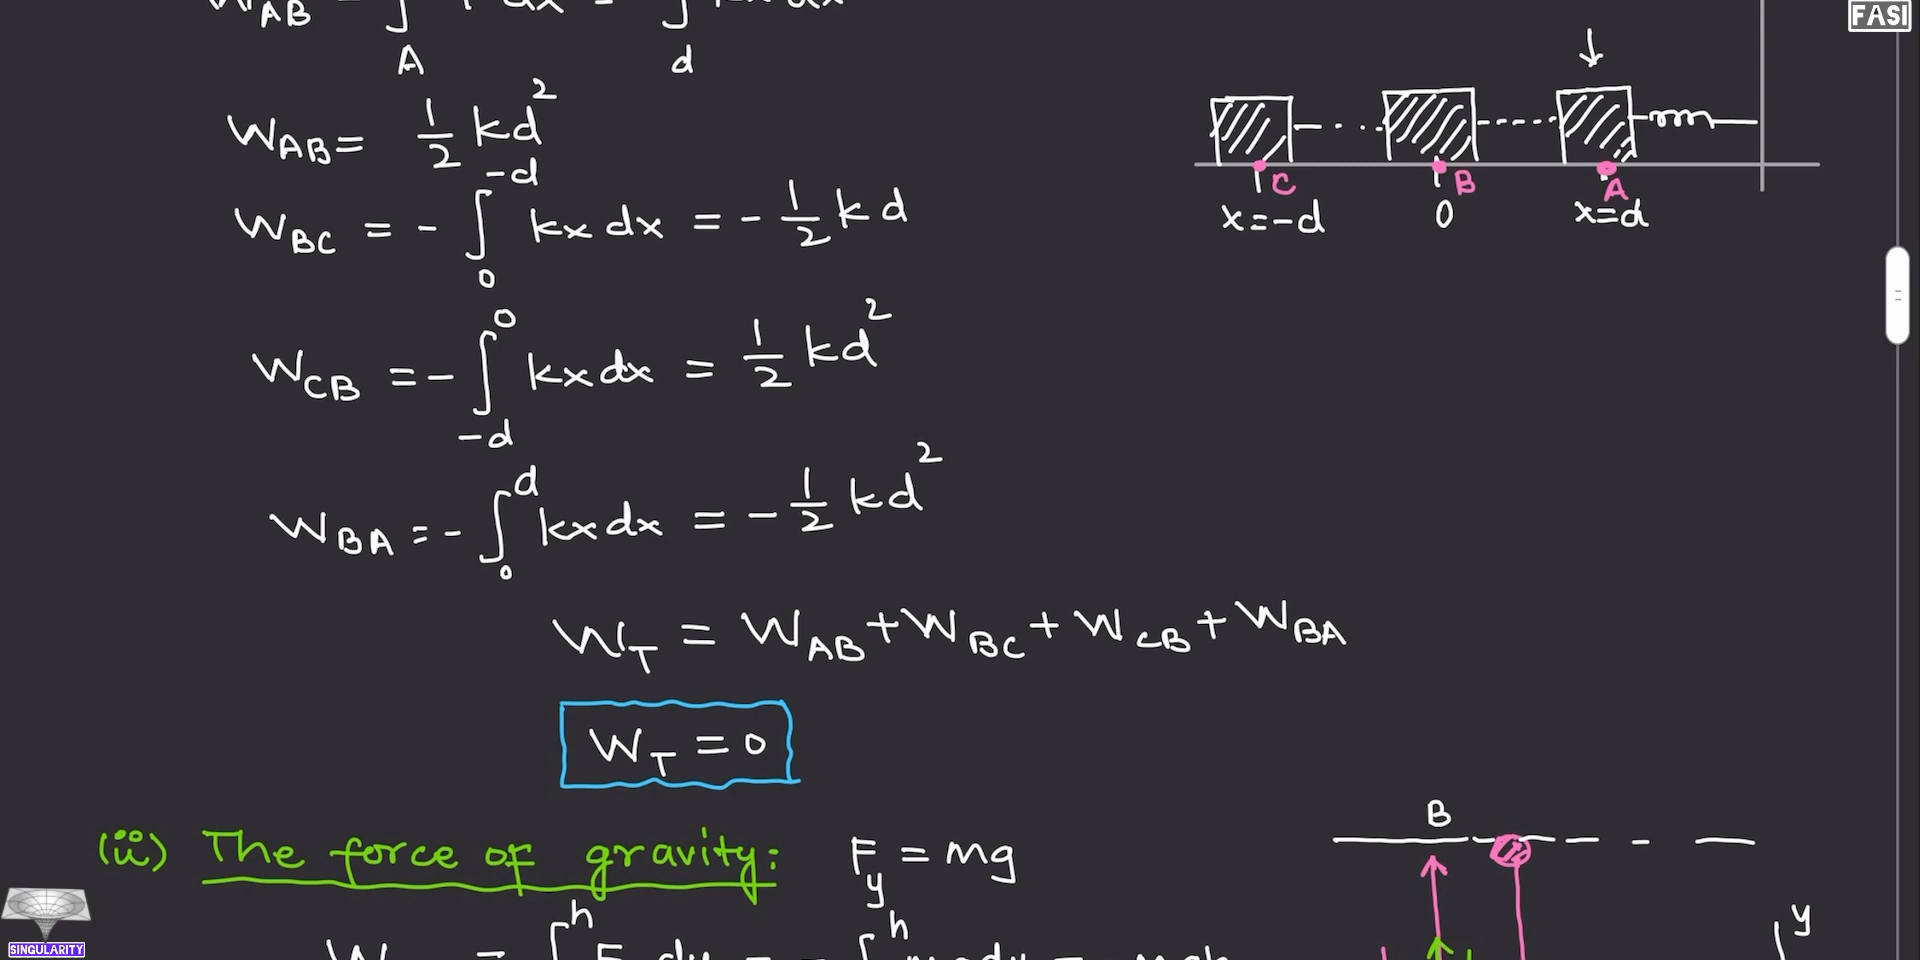 FASI
A d
W_AB = 1/2 kd^2
W_BC = - ∫_0^-d kx dx = - 1/2 kd
W_CB = - ∫_-d^0 kx dx = 1/2 kd^2
W_BA = - ∫_0^d kx dx = - 1/2 kd^2
C B A
x=-d 0 x=d
W_T = W_AB + W_BC + W_CB + W_BA
W_T = 0
B
(ii) The force of gravity: F_y = mg
y
SINGULARITY